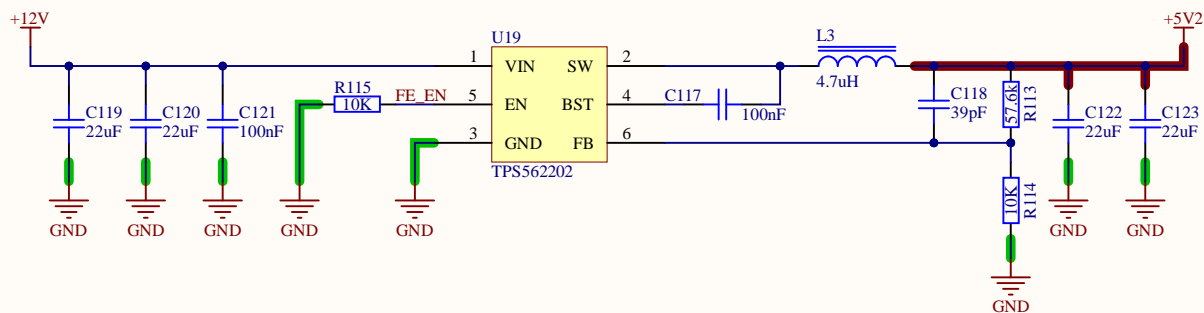 +12V
+5V2
U19
L3
1
VIN
SW
2
4.7uH
R115
10K
FE_EN
5
EN
BST
4
C117
100nF
C118
39pF
57.6k
R113
C119
22uF
C120
22uF
C121
100nF
3
GND
FB
6
C122
22uF
C123
22uF
TPS562202
10K
R114
GND
GND
GND
GND
GND
GND
GND
GND